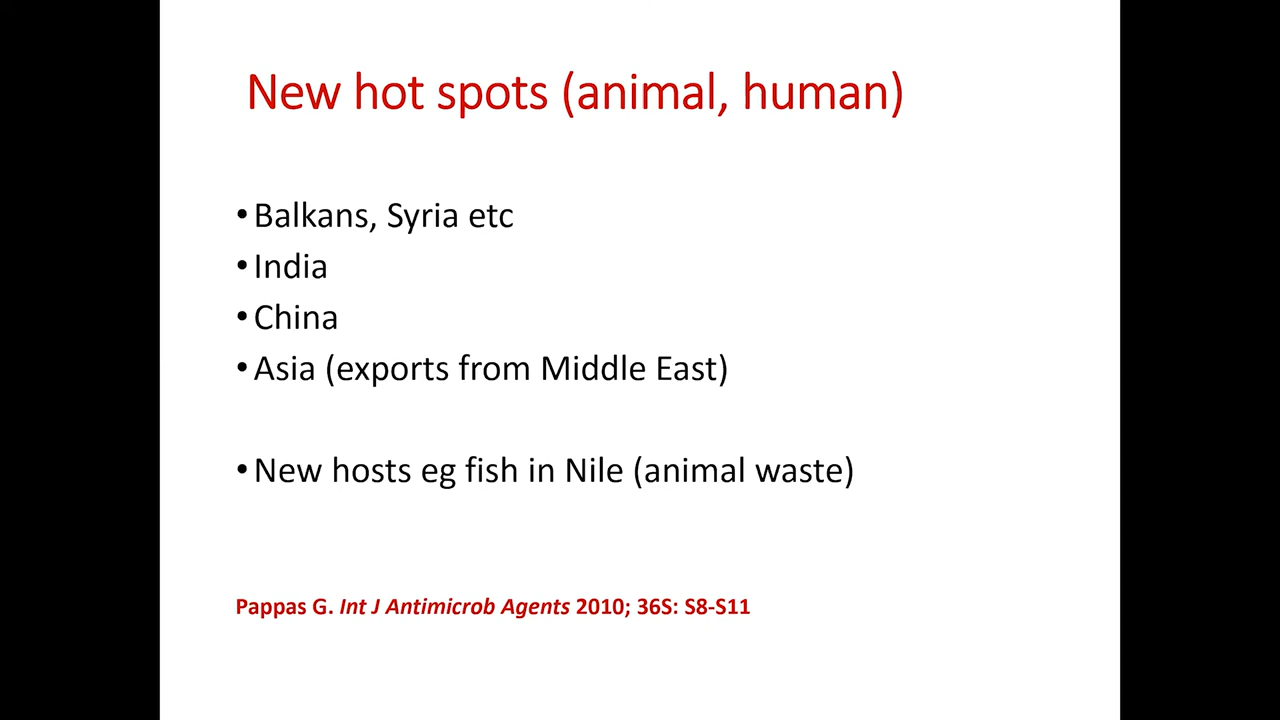 New hot spots (animal, human)
•Balkans, Syria etc
•India
•China
•Asia (exports from Middle East)
•New hosts eg fish in Nile (animal waste)
Pappas G. Int J Antimicrob Agents 2010; 36S: S8-S11